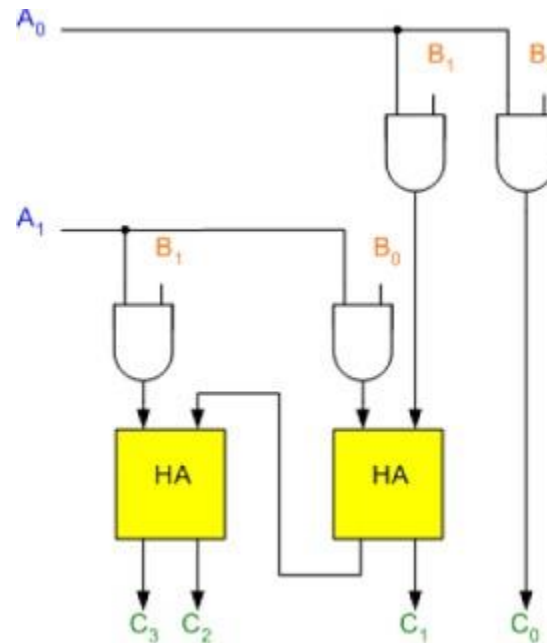 A₀
B₁ B
A₁
B₁ B₀
HA HA
C₃ C₂ C₁ C₀